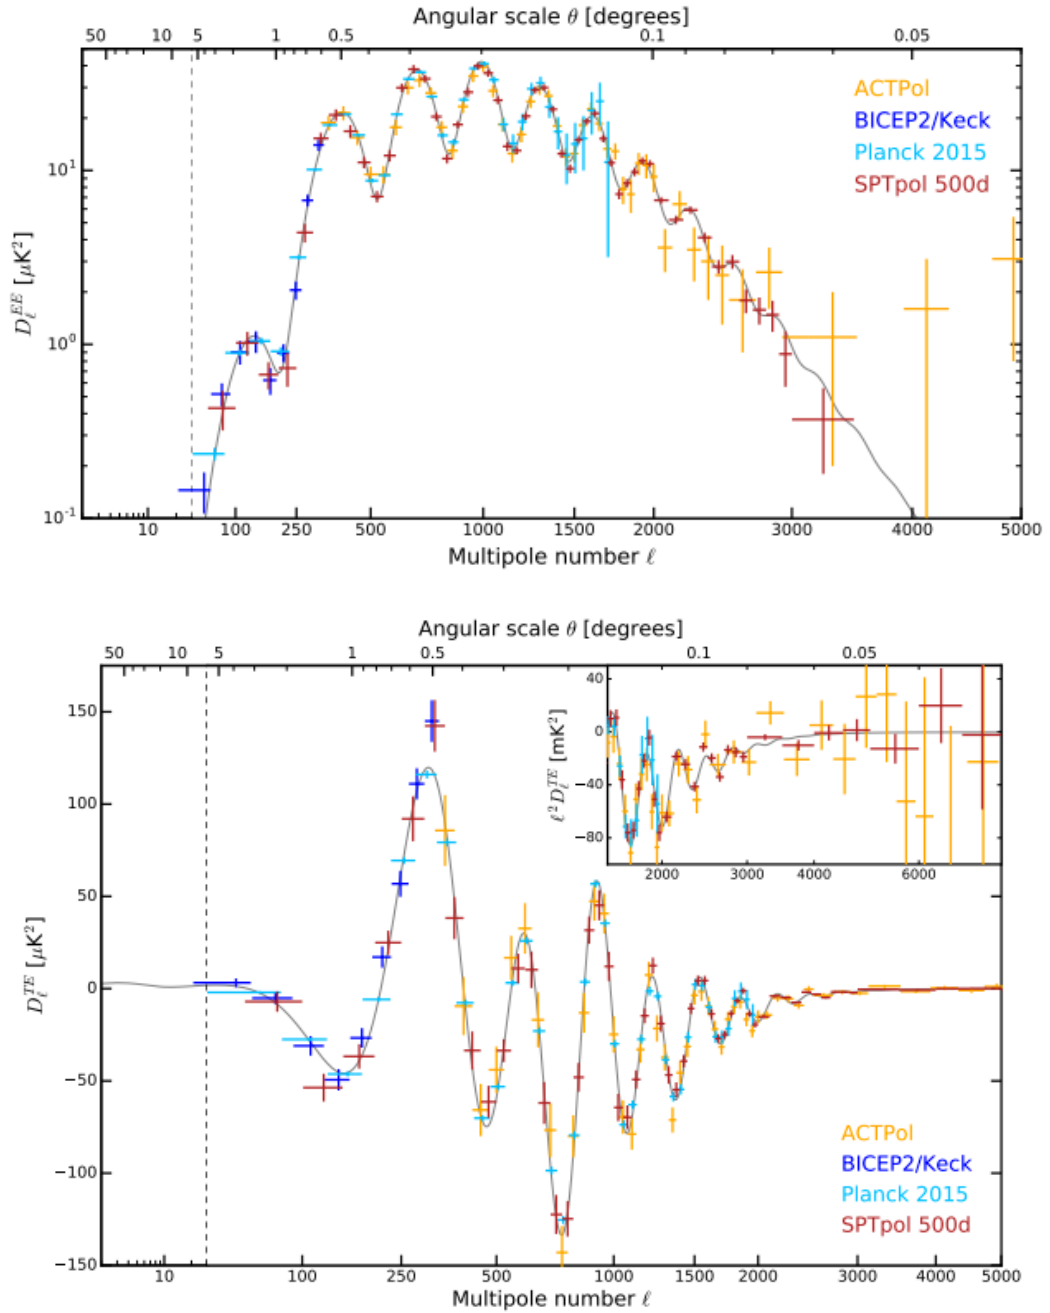 Angular scale θ [degrees]
50 10 5 1 0.5 0.1 0.05
ACTPol
BICEP2/Keck
Planck 2015
SPTpol 500d
D_ℓ^{EE} [μK²]
10¹
10⁰
10⁻¹
10 100 250 500 1000 1500 2000 3000 4000 5000
Multipole number ℓ
Angular scale θ [degrees]
50 10 5 1 0.5 0.1 0.05
D_ℓ^{TE} [μK²]
150
100
50
0
−50
−100
−150
ℓ²D_ℓ^{TE} [mK²]
40
0
−40
−80
2000 3000 4000 6000
ACTPol
BICEP2/Keck
Planck 2015
SPTpol 500d
10 100 250 500 1000 1500 2000 3000 4000 5000
Multipole number ℓ